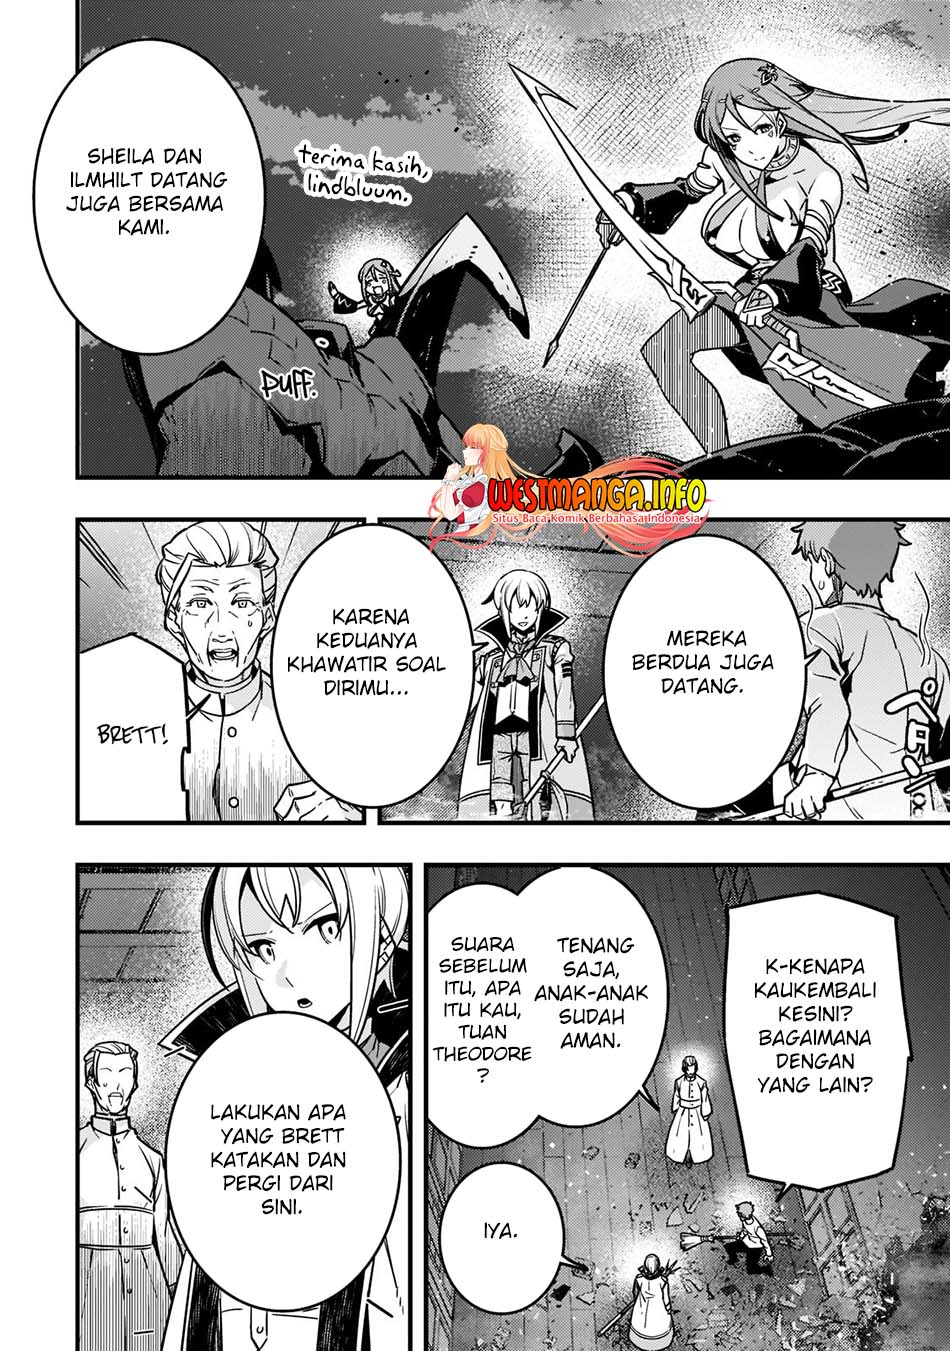 SHEILA DAN
ILMHILT DATANG
JUGA BERSAMA
KAMI.
terima kasih,
lindbluum.
PUFF.
WESTMANGA.INFO
Situs Baca Komik Berbahasa Indonesia
MEREKA
BERDUA JUGA
DATANG.
ペタン
KARENA
KEDUANYA
KHAWATIR SOAL
DIRIMU...
BRETT!
K-KENAPA
KAUKEMBALI
KESINI?
BAGAIMANA
DENGAN
YANG LAIN?
TENANG
SAJA,
ANAK-ANAK
SUDAH
AMAN.
SUARA
SEBELUM
ITU, APA
ITU KAU,
TUAN
THEODORE
?
IYA.
LAKUKAN APA
YANG BRETT
KATAKAN DAN
PERGI DARI
SINI.